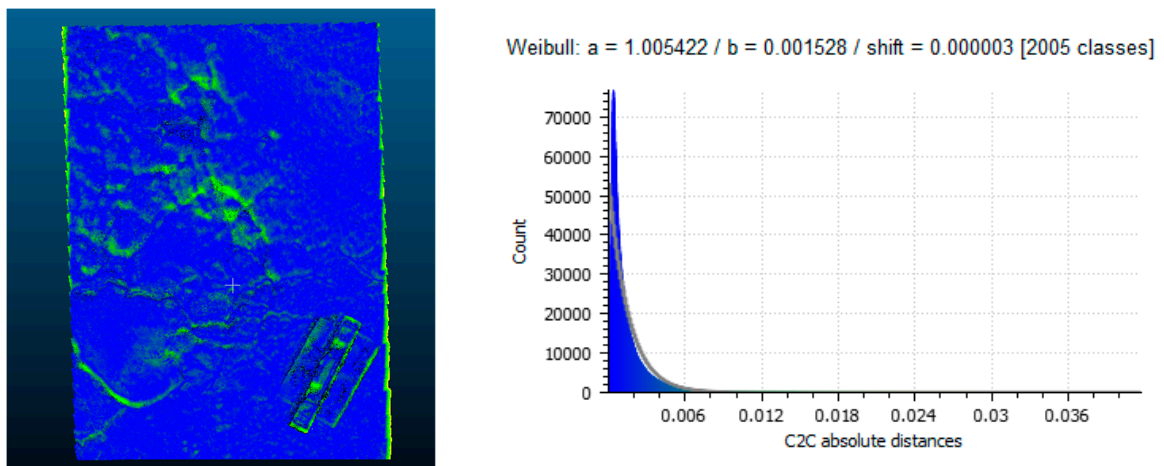 Weibull: a = 1.005422 / b = 0.001528 / shift = 0.000003 [2005 classes]
70000
60000
50000
40000
30000
20000
10000
0
Count
0.006 0.012 0.018 0.024 0.03 0.036
C2C absolute distances